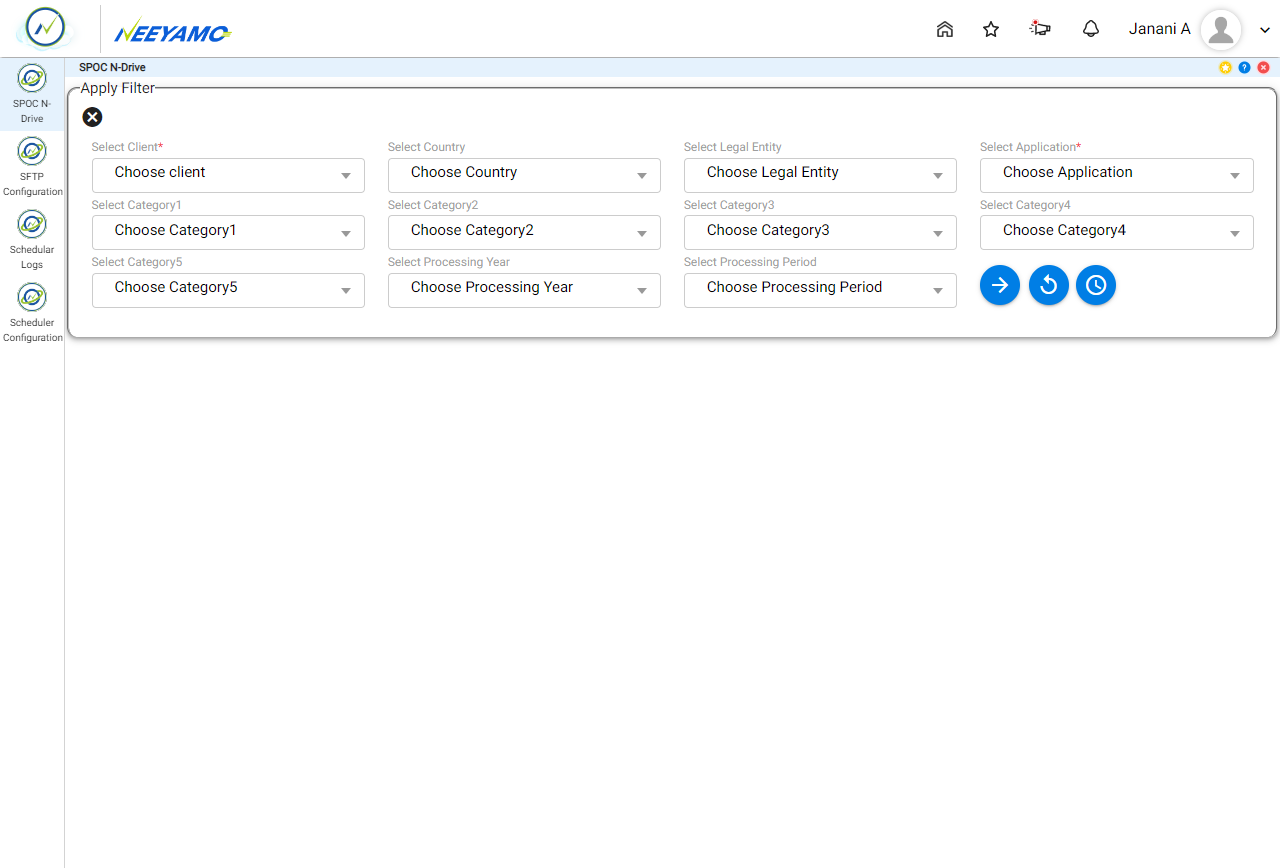 NEEYAMO
Janani A
SPOC N-Drive
SPOC N-
Drive
SFTP
Configuration
Schedular
Logs
Scheduler
Configuration
Apply Filter
Select Client*
Select Country
Select Legal Entity
Select Application*
Choose client
Choose Country
Choose Legal Entity
Choose Application
Select Category1
Select Category2
Select Category3
Select Category4
Choose Category1
Choose Category2
Choose Category3
Choose Category4
Select Category5
Select Processing Year
Select Processing Period
Choose Category5
Choose Processing Year
Choose Processing Period